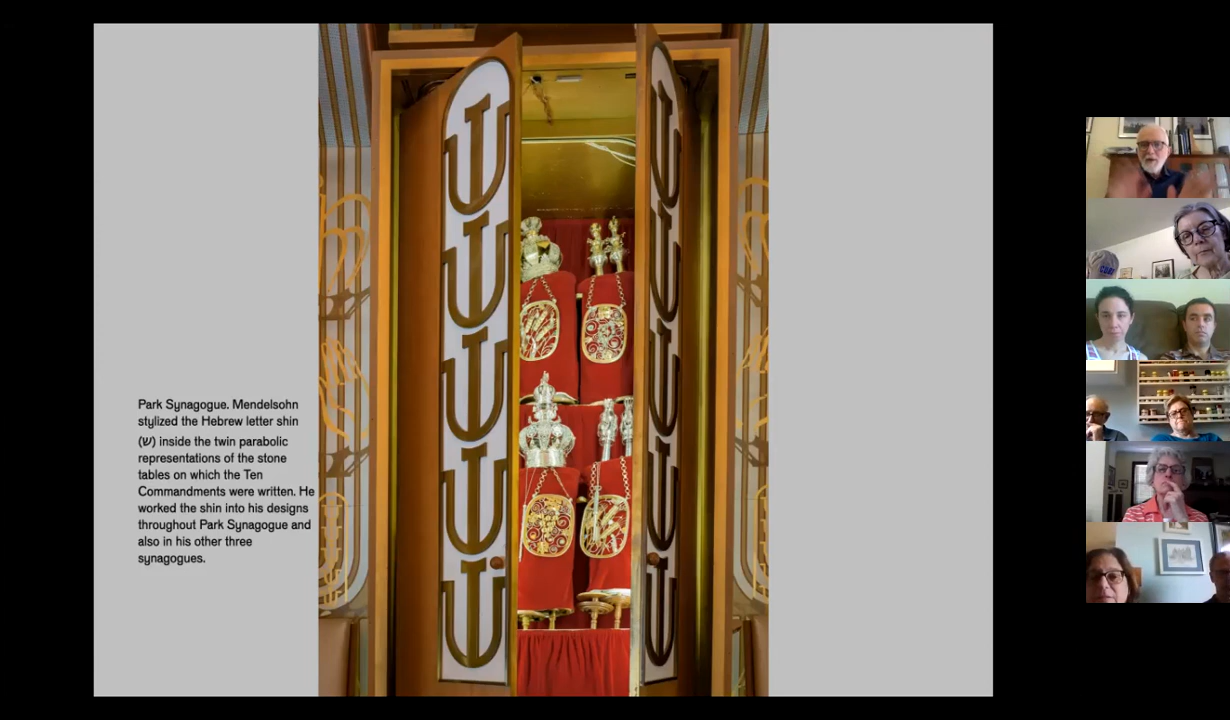 Park Synagogue. Mendelsohn
stylized the Hebrew letter shin
(ש) inside the twin parabolic
representations of the stone
tables on which the Ten
Commandments were written. He
worked the shin into his designs
throughout Park Synagogue and
also in his other three
synagogues.